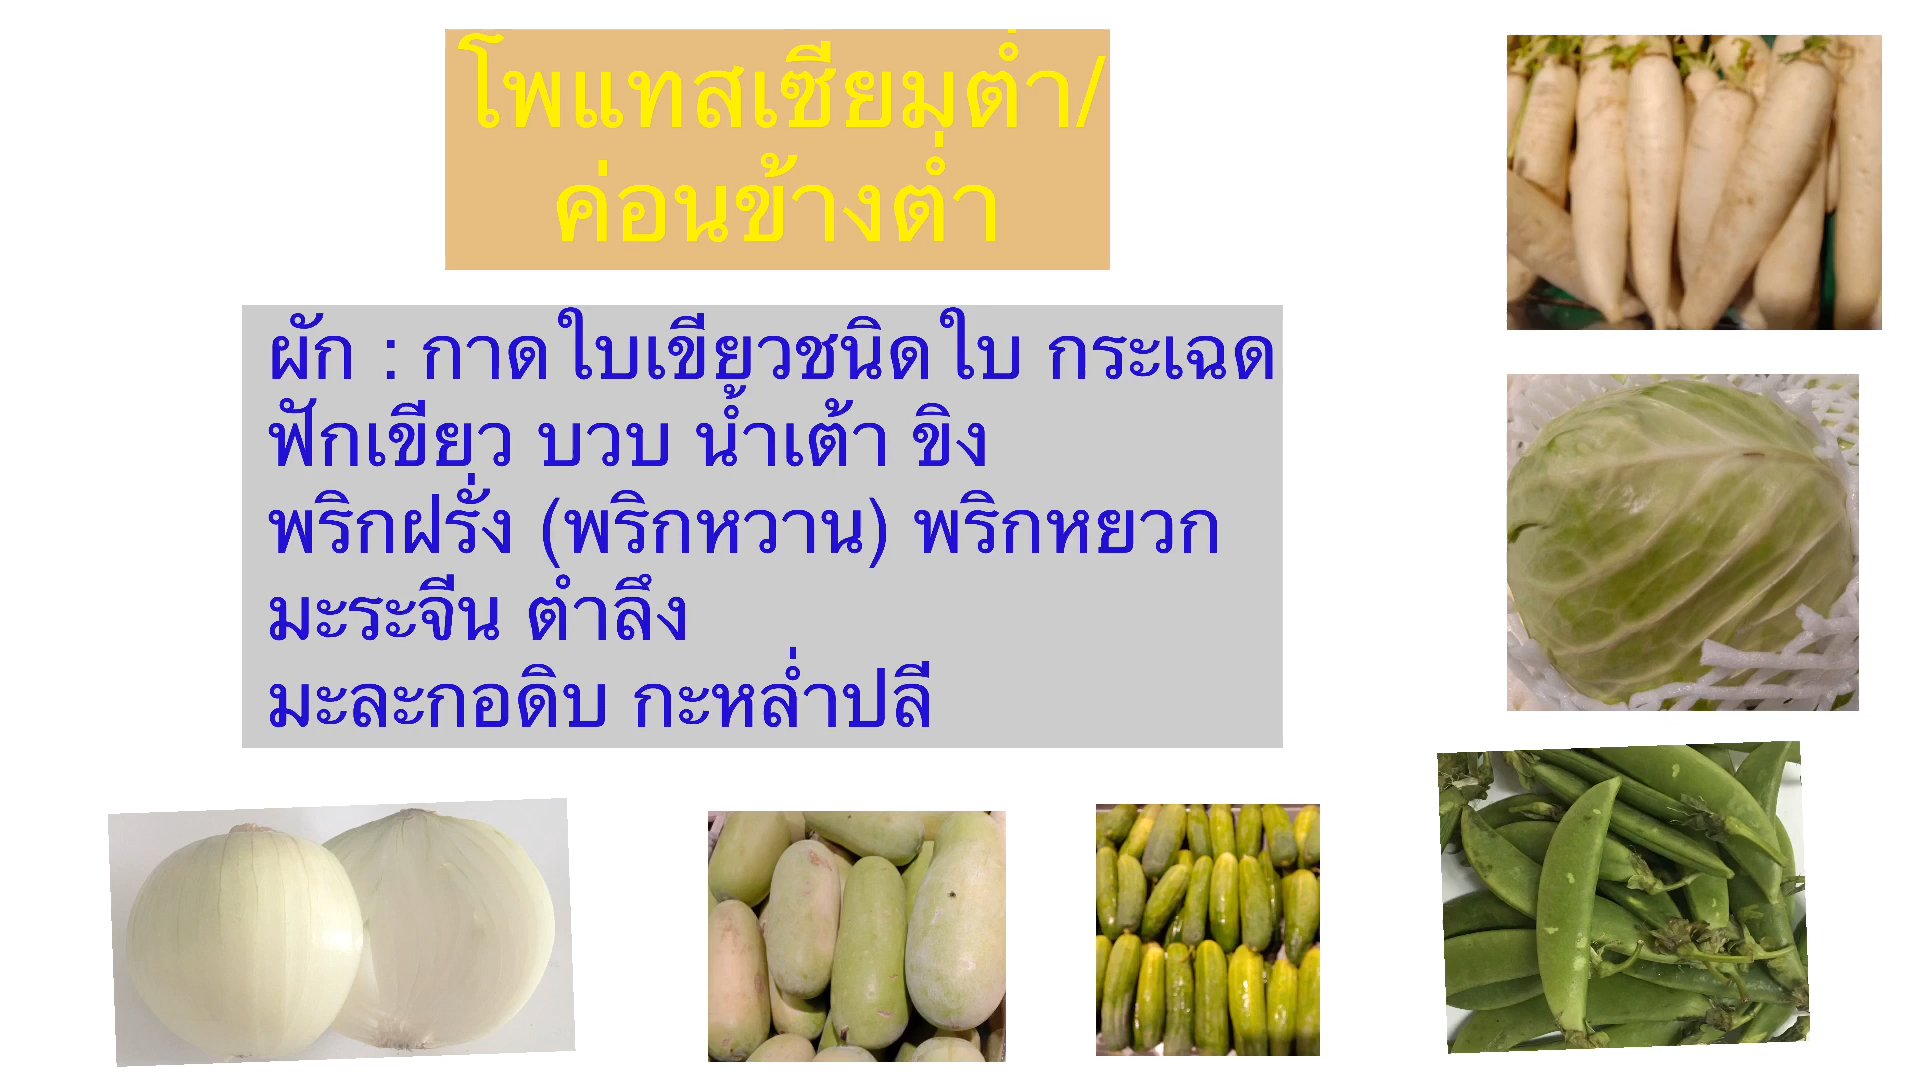 โพแทสเซียมต่ำ/
ค่อนข้างต่ำ
ผัก : กาดใบเขียวชนิดใบ กระเฉด
ฟักเขียว บวบ น้ำเต้า ขิง
พริกฝรั่ง (พริกหวาน) พริกหยวก
มะระจีน ตำลึง
มะละกอดิบ กะหล่ำปลี